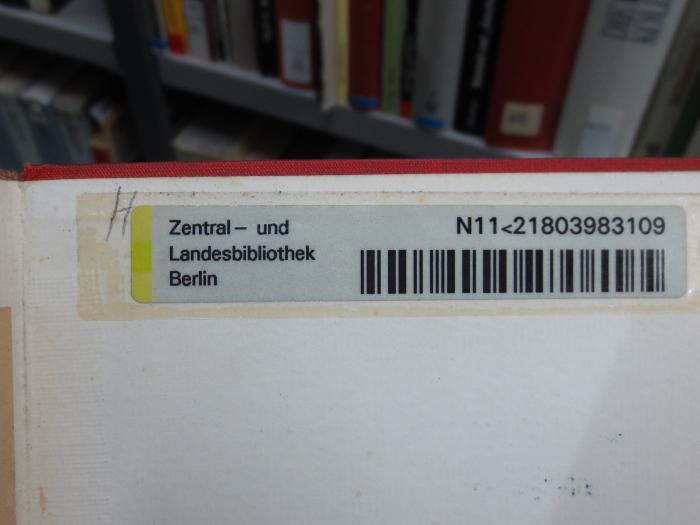 H
Zentral – und
Landesbibliothek
Berlin
N11<21803983109